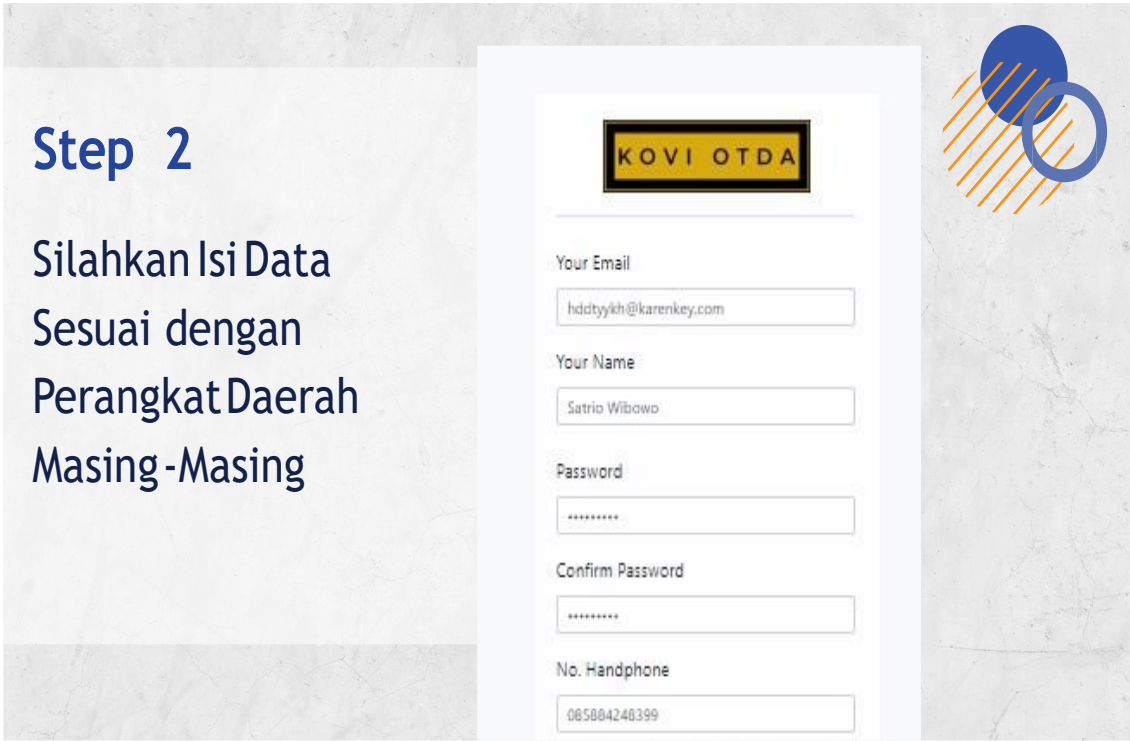 Step 2
Silahkan Isi Data
Sesuai dengan
Perangkat Daerah
Masing-Masing
KOVI OTDA
Your Email
hddtyykh@karenkey.com
Your Name
Satrio Wibowo
Password
•••••••••
Confirm Password
•••••••••
No. Handphone
085884248399